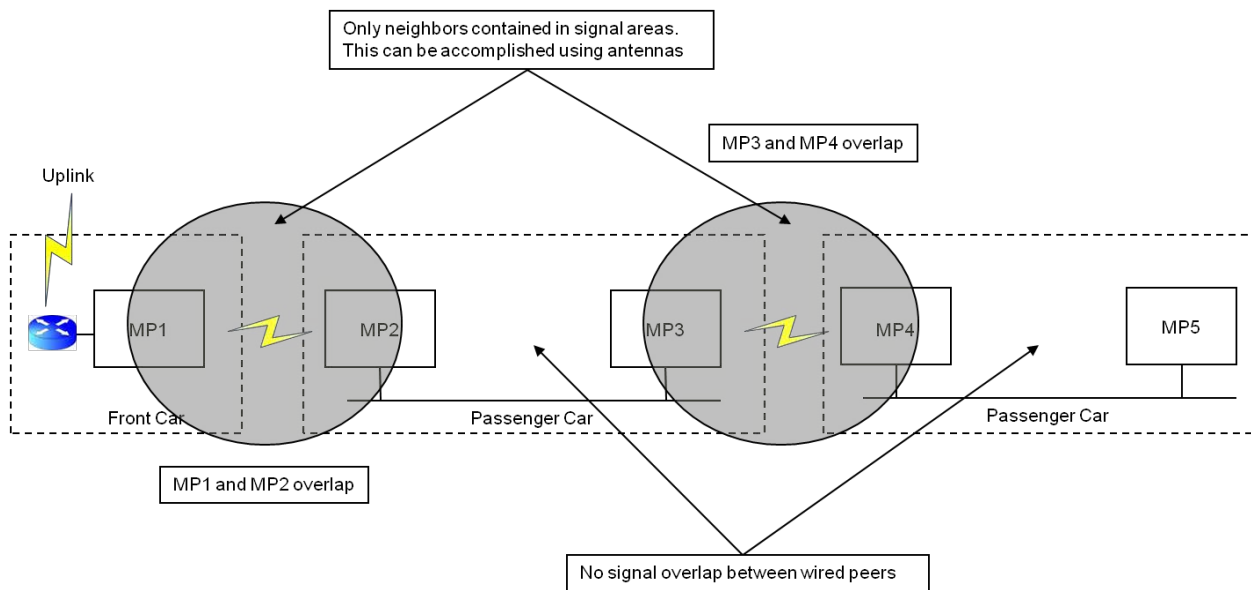 Only neighbors contained in signal areas.
This can be accomplished using antennas
MP3 and MP4 overlap
Uplink
MP1
MP2
MP3
MP4
MP5
Front Car
Passenger Car
Passenger Car
MP1 and MP2 overlap
No signal overlap between wired peers